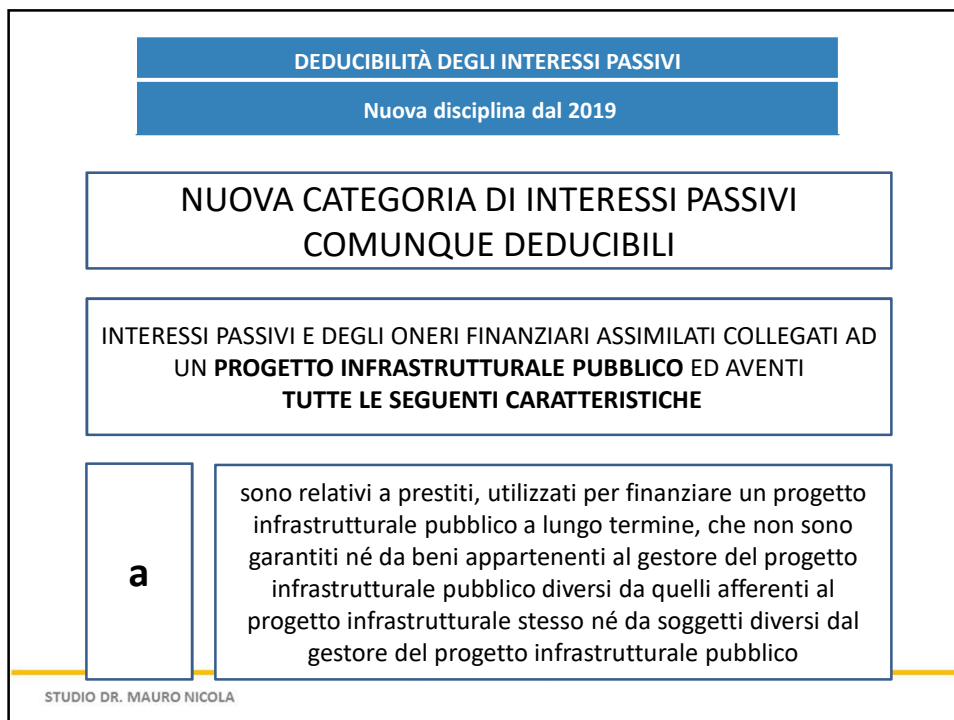 DEDUCIBILITÀ DEGLI INTERESSI PASSIVI
Nuova disciplina dal 2019
NUOVA CATEGORIA DI INTERESSI PASSIVI
COMUNQUE DEDUCIBILI
INTERESSI PASSIVI E DEGLI ONERI FINANZIARI ASSIMILATI COLLEGATI AD
UN PROGETTO INFRASTRUTTURALE PUBBLICO ED AVENTI
TUTTE LE SEGUENTI CARATTERISTICHE
a
sono relativi a prestiti, utilizzati per finanziare un progetto
infrastrutturale pubblico a lungo termine, che non sono
garantiti né da beni appartenenti al gestore del progetto
infrastrutturale pubblico diversi da quelli afferenti al
progetto infrastrutturale stesso né da soggetti diversi dal
gestore del progetto infrastrutturale pubblico
STUDIO DR. MAURO NICOLA